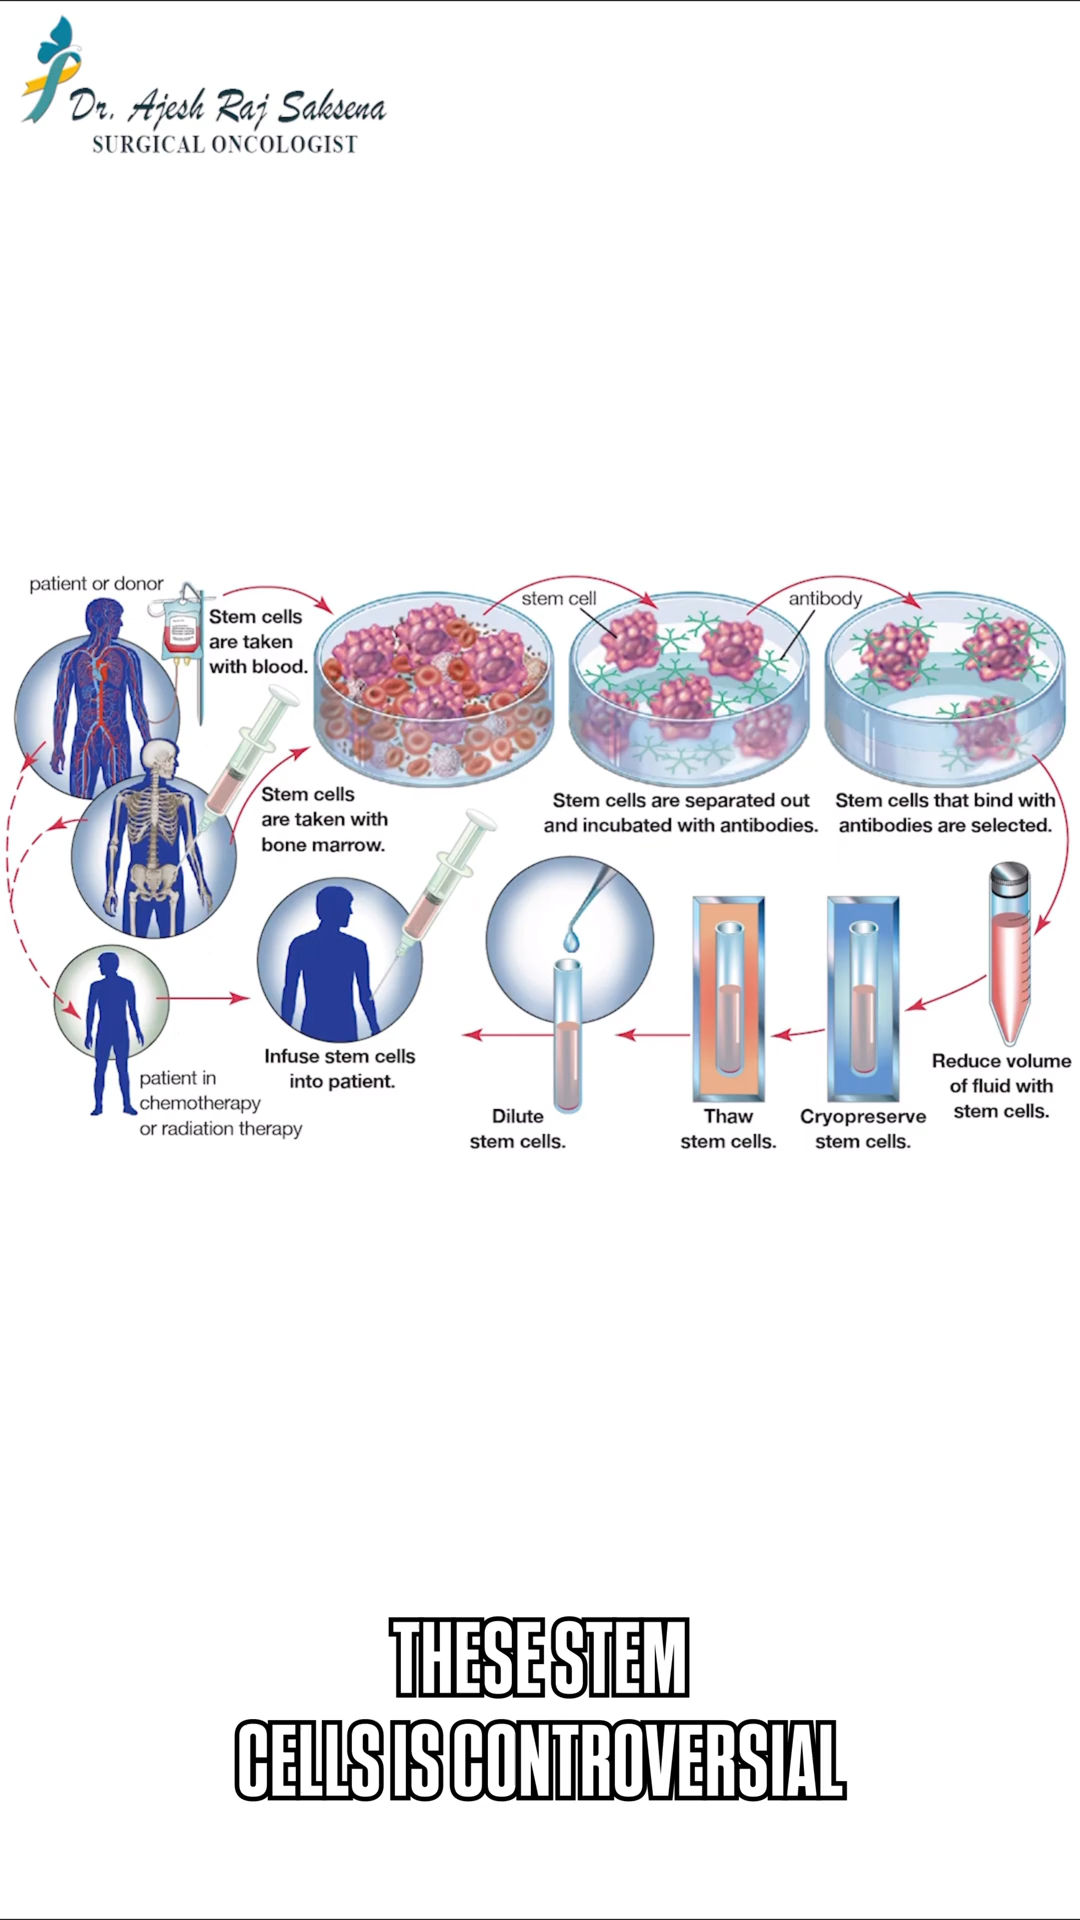 Dr. Ajesh Raj Saksena
SURGICAL ONCOLOGIST
patient or donor
Stem cells
are taken
with blood.
stem cell
antibody
Stem cells
are taken with
bone marrow.
Stem cells are separated out
and incubated with antibodies.
Stem cells that bind with
antibodies are selected.
Reduce volume
of fluid with
stem cells.
Cryopreserve
stem cells.
Thaw
stem cells.
Dilute
stem cells.
Infuse stem cells
into patient.
patient in
chemotherapy
or radiation therapy
THESE STEM
CELLS IS CONTROVERSIAL